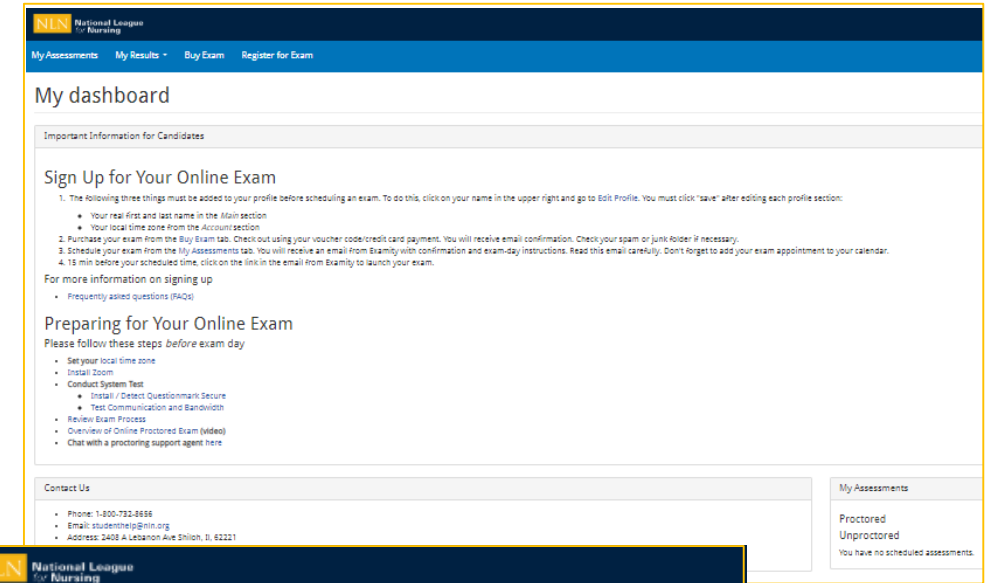 NLN National League
for Nursing
My Assessments My Results Buy Exam Register for Exam
My dashboard
Important Information for Candidates
Sign Up for Your Online Exam
1. The following three things must be added to your profile before scheduling an exam. To do this, click on your name in the upper right and go to Edit Profile. You must click "save" after editing each profile section:
• Your real first and last name in the Main section
• Your local time zone from the Account section
2. Purchase your exam from the Buy Exam tab. Check out using your voucher code/credit card payment. You will receive email confirmation. Check your spam or junk folder if necessary.
3. Schedule your exam from the My Assessments tab. You will receive an email from Examity with confirmation and exam-day instructions. Read this email carefully. Don't forget to add your exam appointment to your calendar.
4. 15 min before your scheduled time, click on the link in the email from Examity to launch your exam.
For more information on signing up
• Frequently asked questions (FAQs)
Preparing for Your Online Exam
Please follow these steps before exam day
• Set your local time zone
• Install Zoom
• Conduct System Test
• Install / Detect Questionmark Secure
• Test Communication and Bandwidth
• Review Exam Process
• Overview of Online Proctored Exam (video)
• Chat with a proctoring support agent here
Contact Us
• Phone: 1-800-732-8656
• Email: studenthelp@nln.org
• Address: 2408 A Lebanon Ave Shiloh, IL 62221
My Assessments
Proctored
Unproctored
You have no scheduled assessments.
LN National League
for Nursing